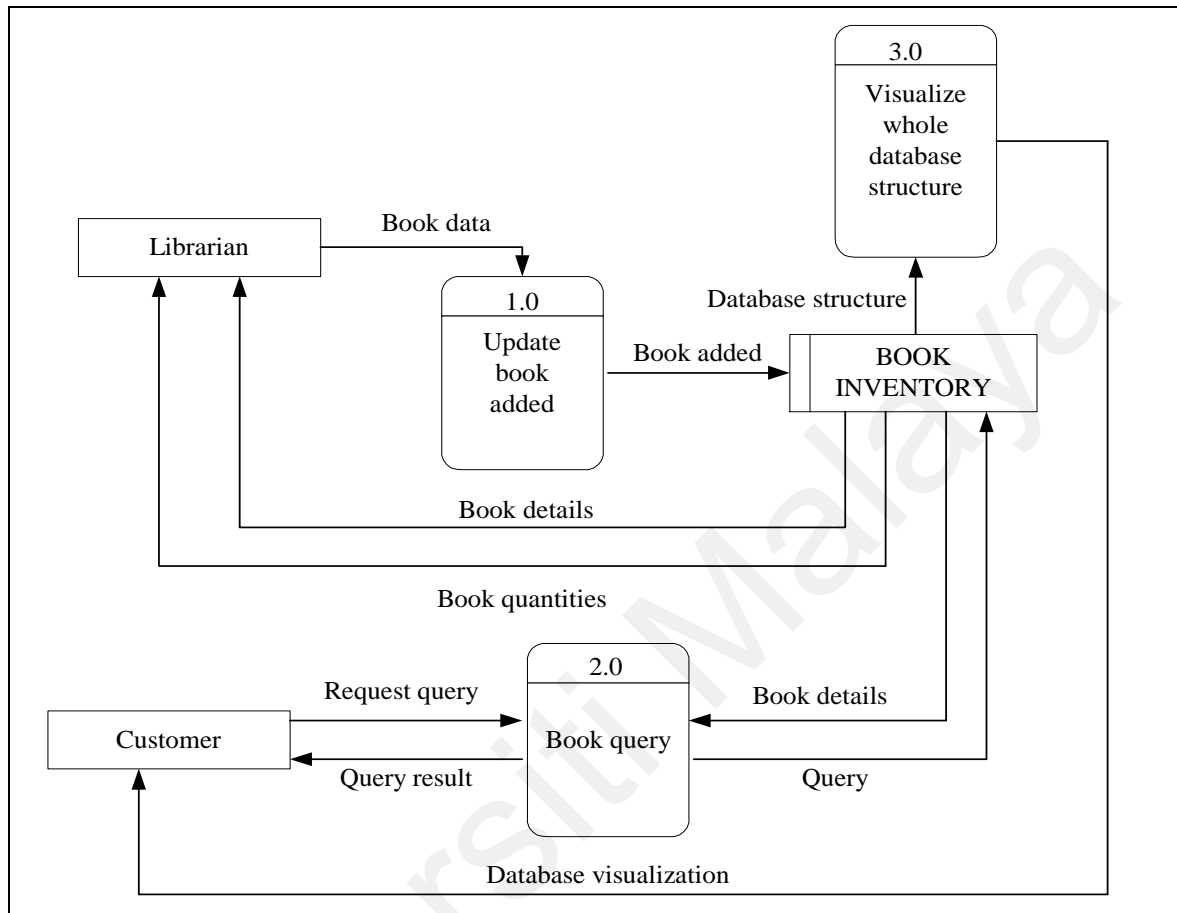 3.0
Visualize
whole
database
structure
Book data
Librarian
1.0
Update
book
added
Database structure
Book added
BOOK
INVENTORY
Book details
Book quantities
2.0
Book query
Request query
Book details
Customer
Query result
Query
Database visualization
rsiti Malaya